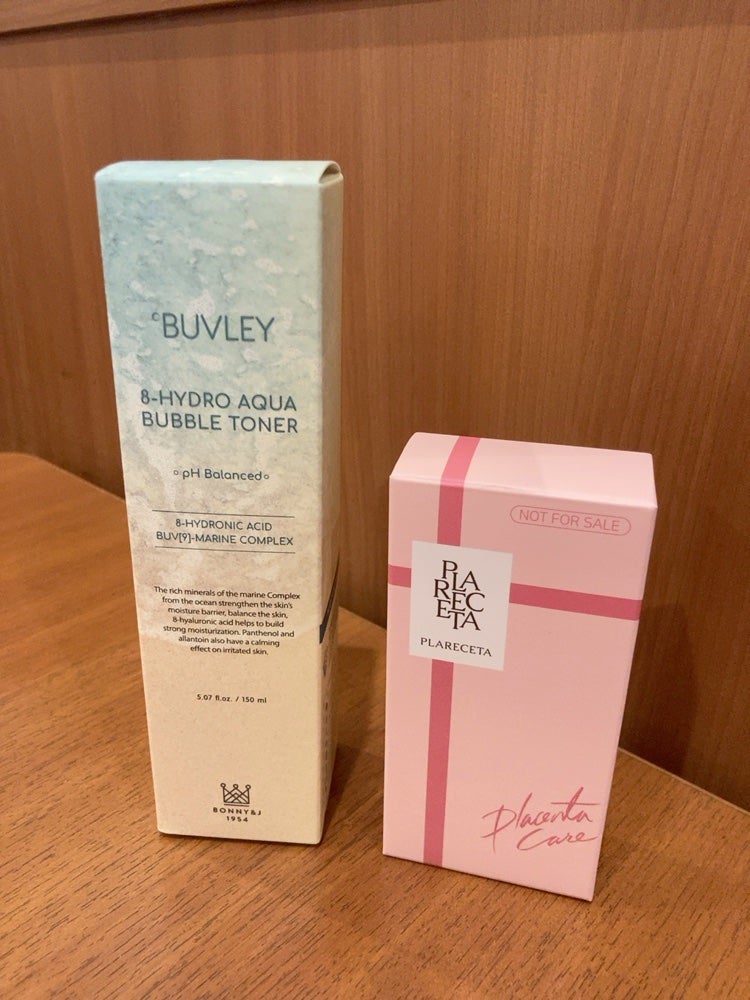 BUVLEY
8-HYDRO AQUA
BUBBLE TONER
pH Balanced
8-HYDRONIC ACID
BUV[9]-MARINE COMPLEX
The rich minerals of the marine Complex
from the ocean strengthen the skin's
moisture barrier, balance the skin,
8-hyaluronic acid helps to build
strong moisturization. Panthenol and
allantoin also have a calming
effect on irritated skin.
5.07 fl.oz. / 150 ml
BONNY&J
1954
NOT FOR SALE
PLA
REC
ETA
PLARECETA
Placenta
Care